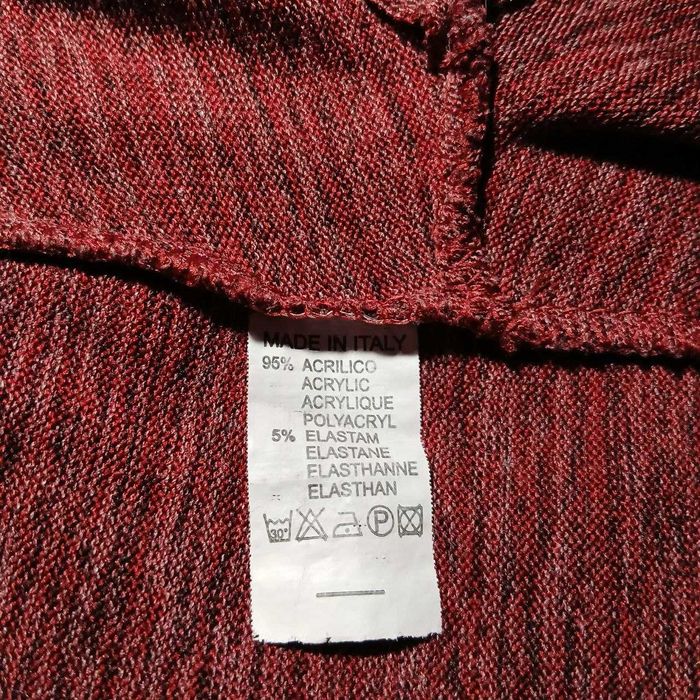 MADE IN ITALY
95% ACRILICO
ACRYLIC
ACRYLIQUE
POLYACRYL
5% ELASTAM
ELASTANE
ELASTHANNE
ELASTHAN
30° P